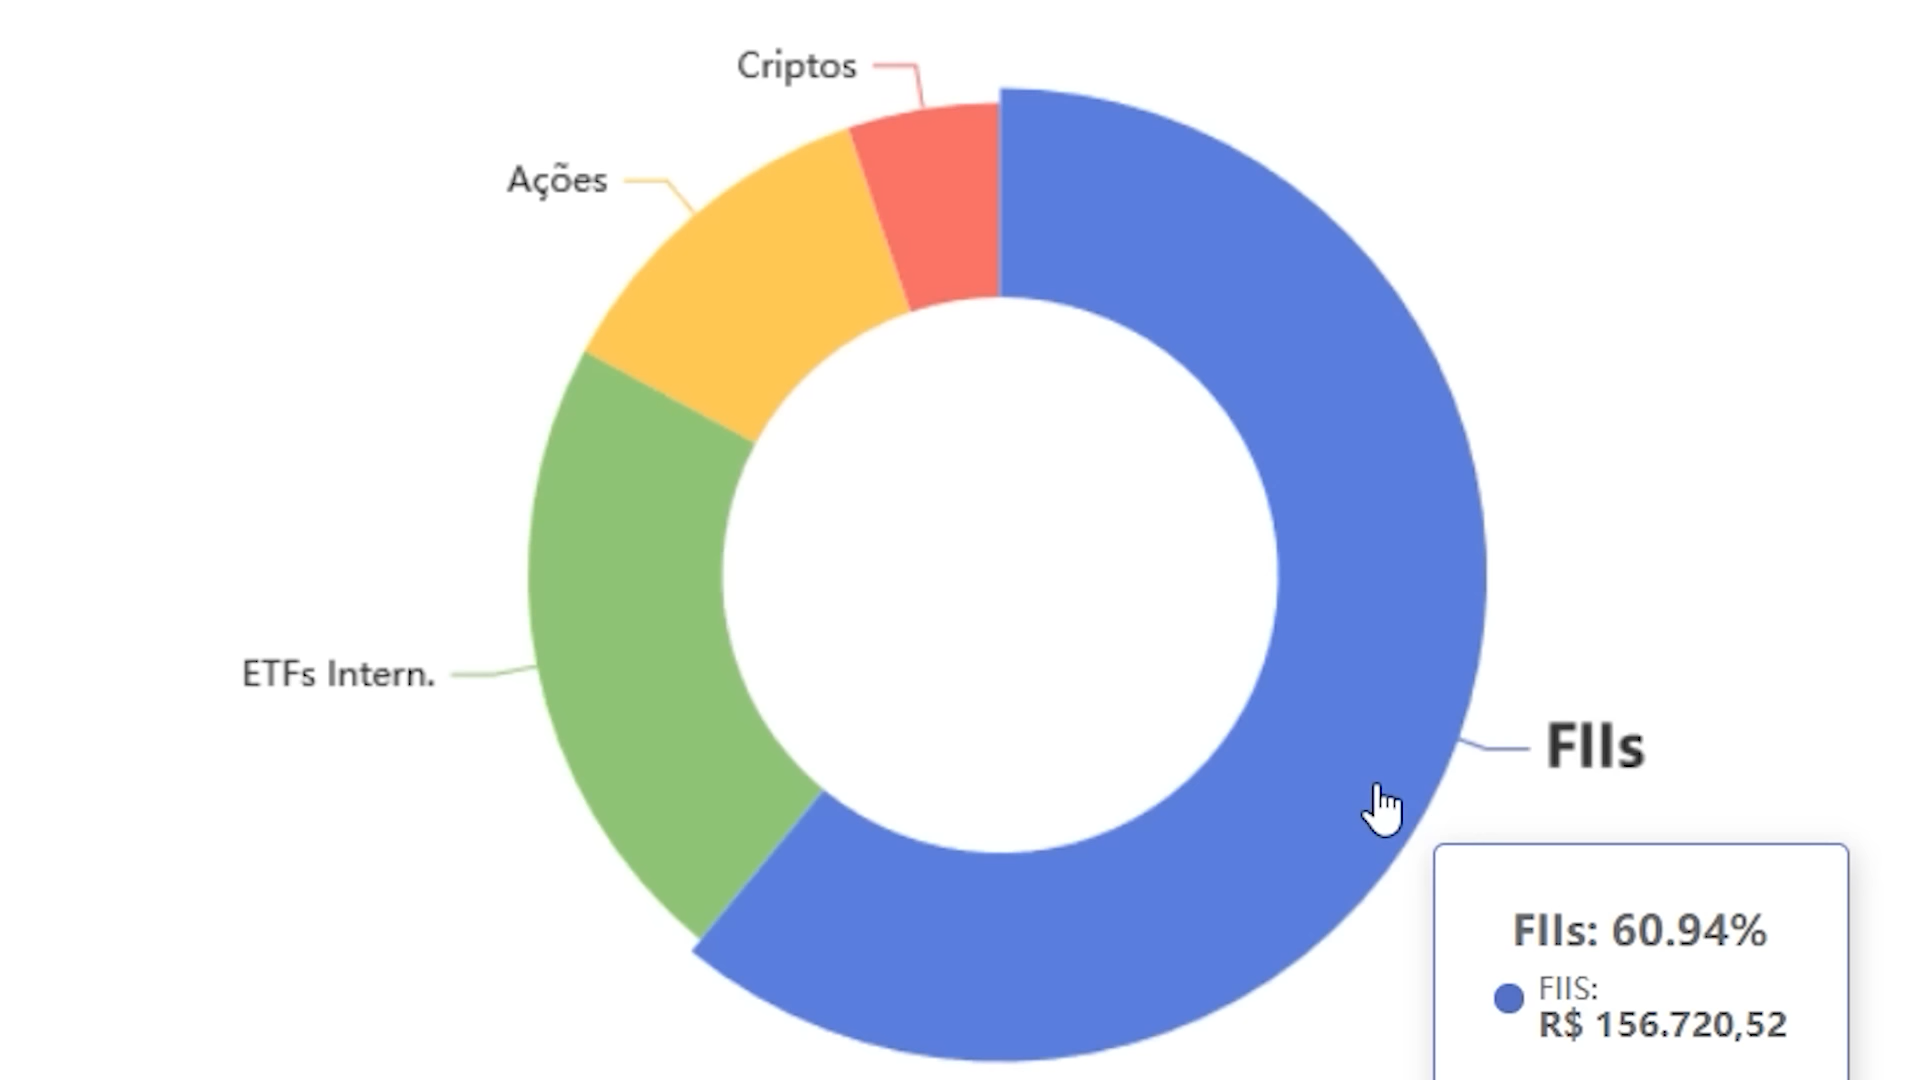 Criptos
Ações
ETFs Intern.
FIIs
FIIs: 60.94%
FIIS:
R$ 156.720,52